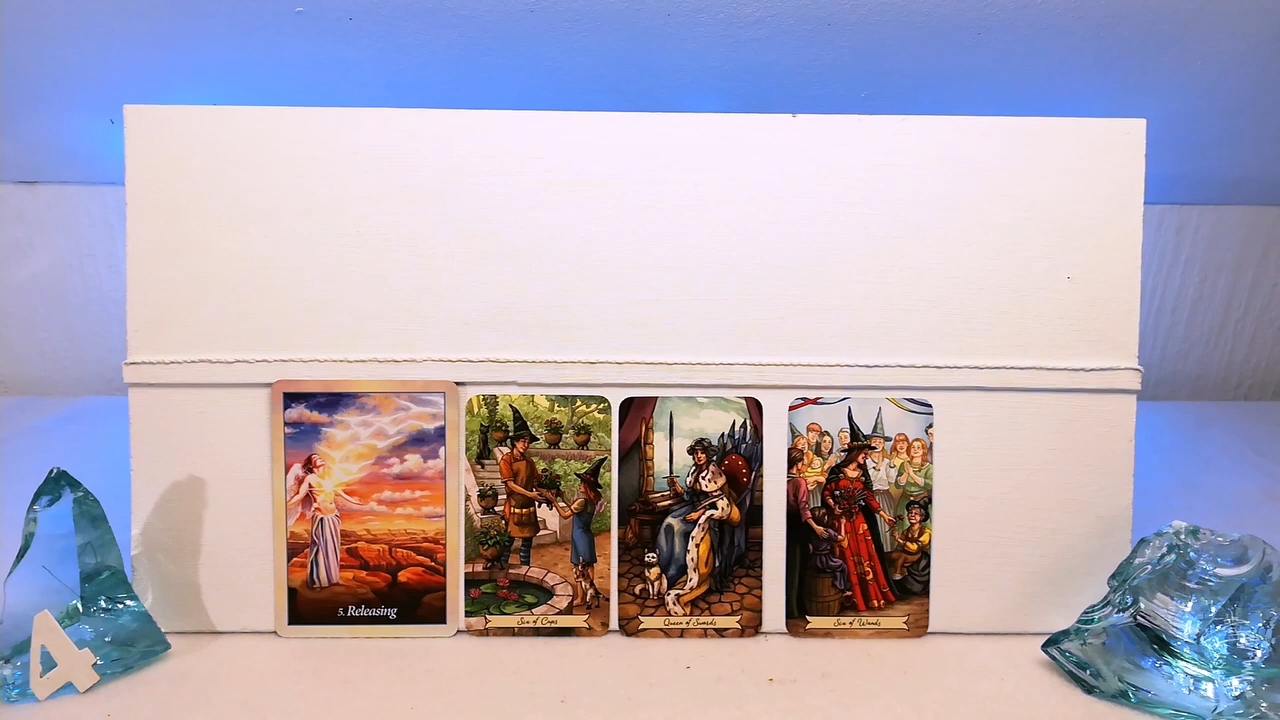 4
5. Releasing
Six of Cups
Queen of Swords
Six of Wands